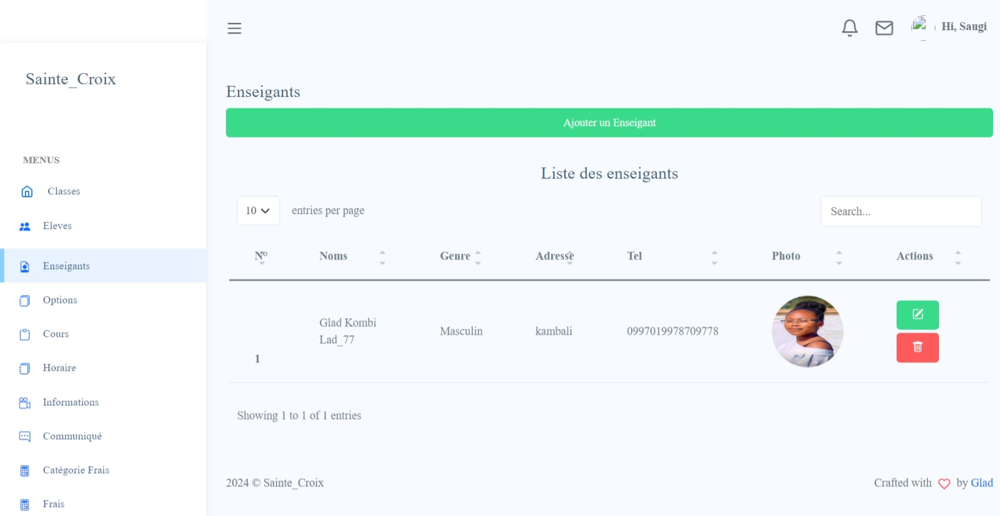 Hi, Saugi
Sainte_Croix
MENUS
Classes
Eleves
Enseigants
Options
Cours
Horaire
Informations
Communiqué
Catégorie Frais
Frais
Enseigants
Ajouter un Enseigant
Liste des enseigants
10 entries per page
Search...
Nº Noms Genre Adresse Tel Photo Actions
1 Glad Kombi Masculin kambali 0997019978709778
Lad_77
Showing 1 to 1 of 1 entries
2024 © Sainte_Croix
Crafted with by Glad